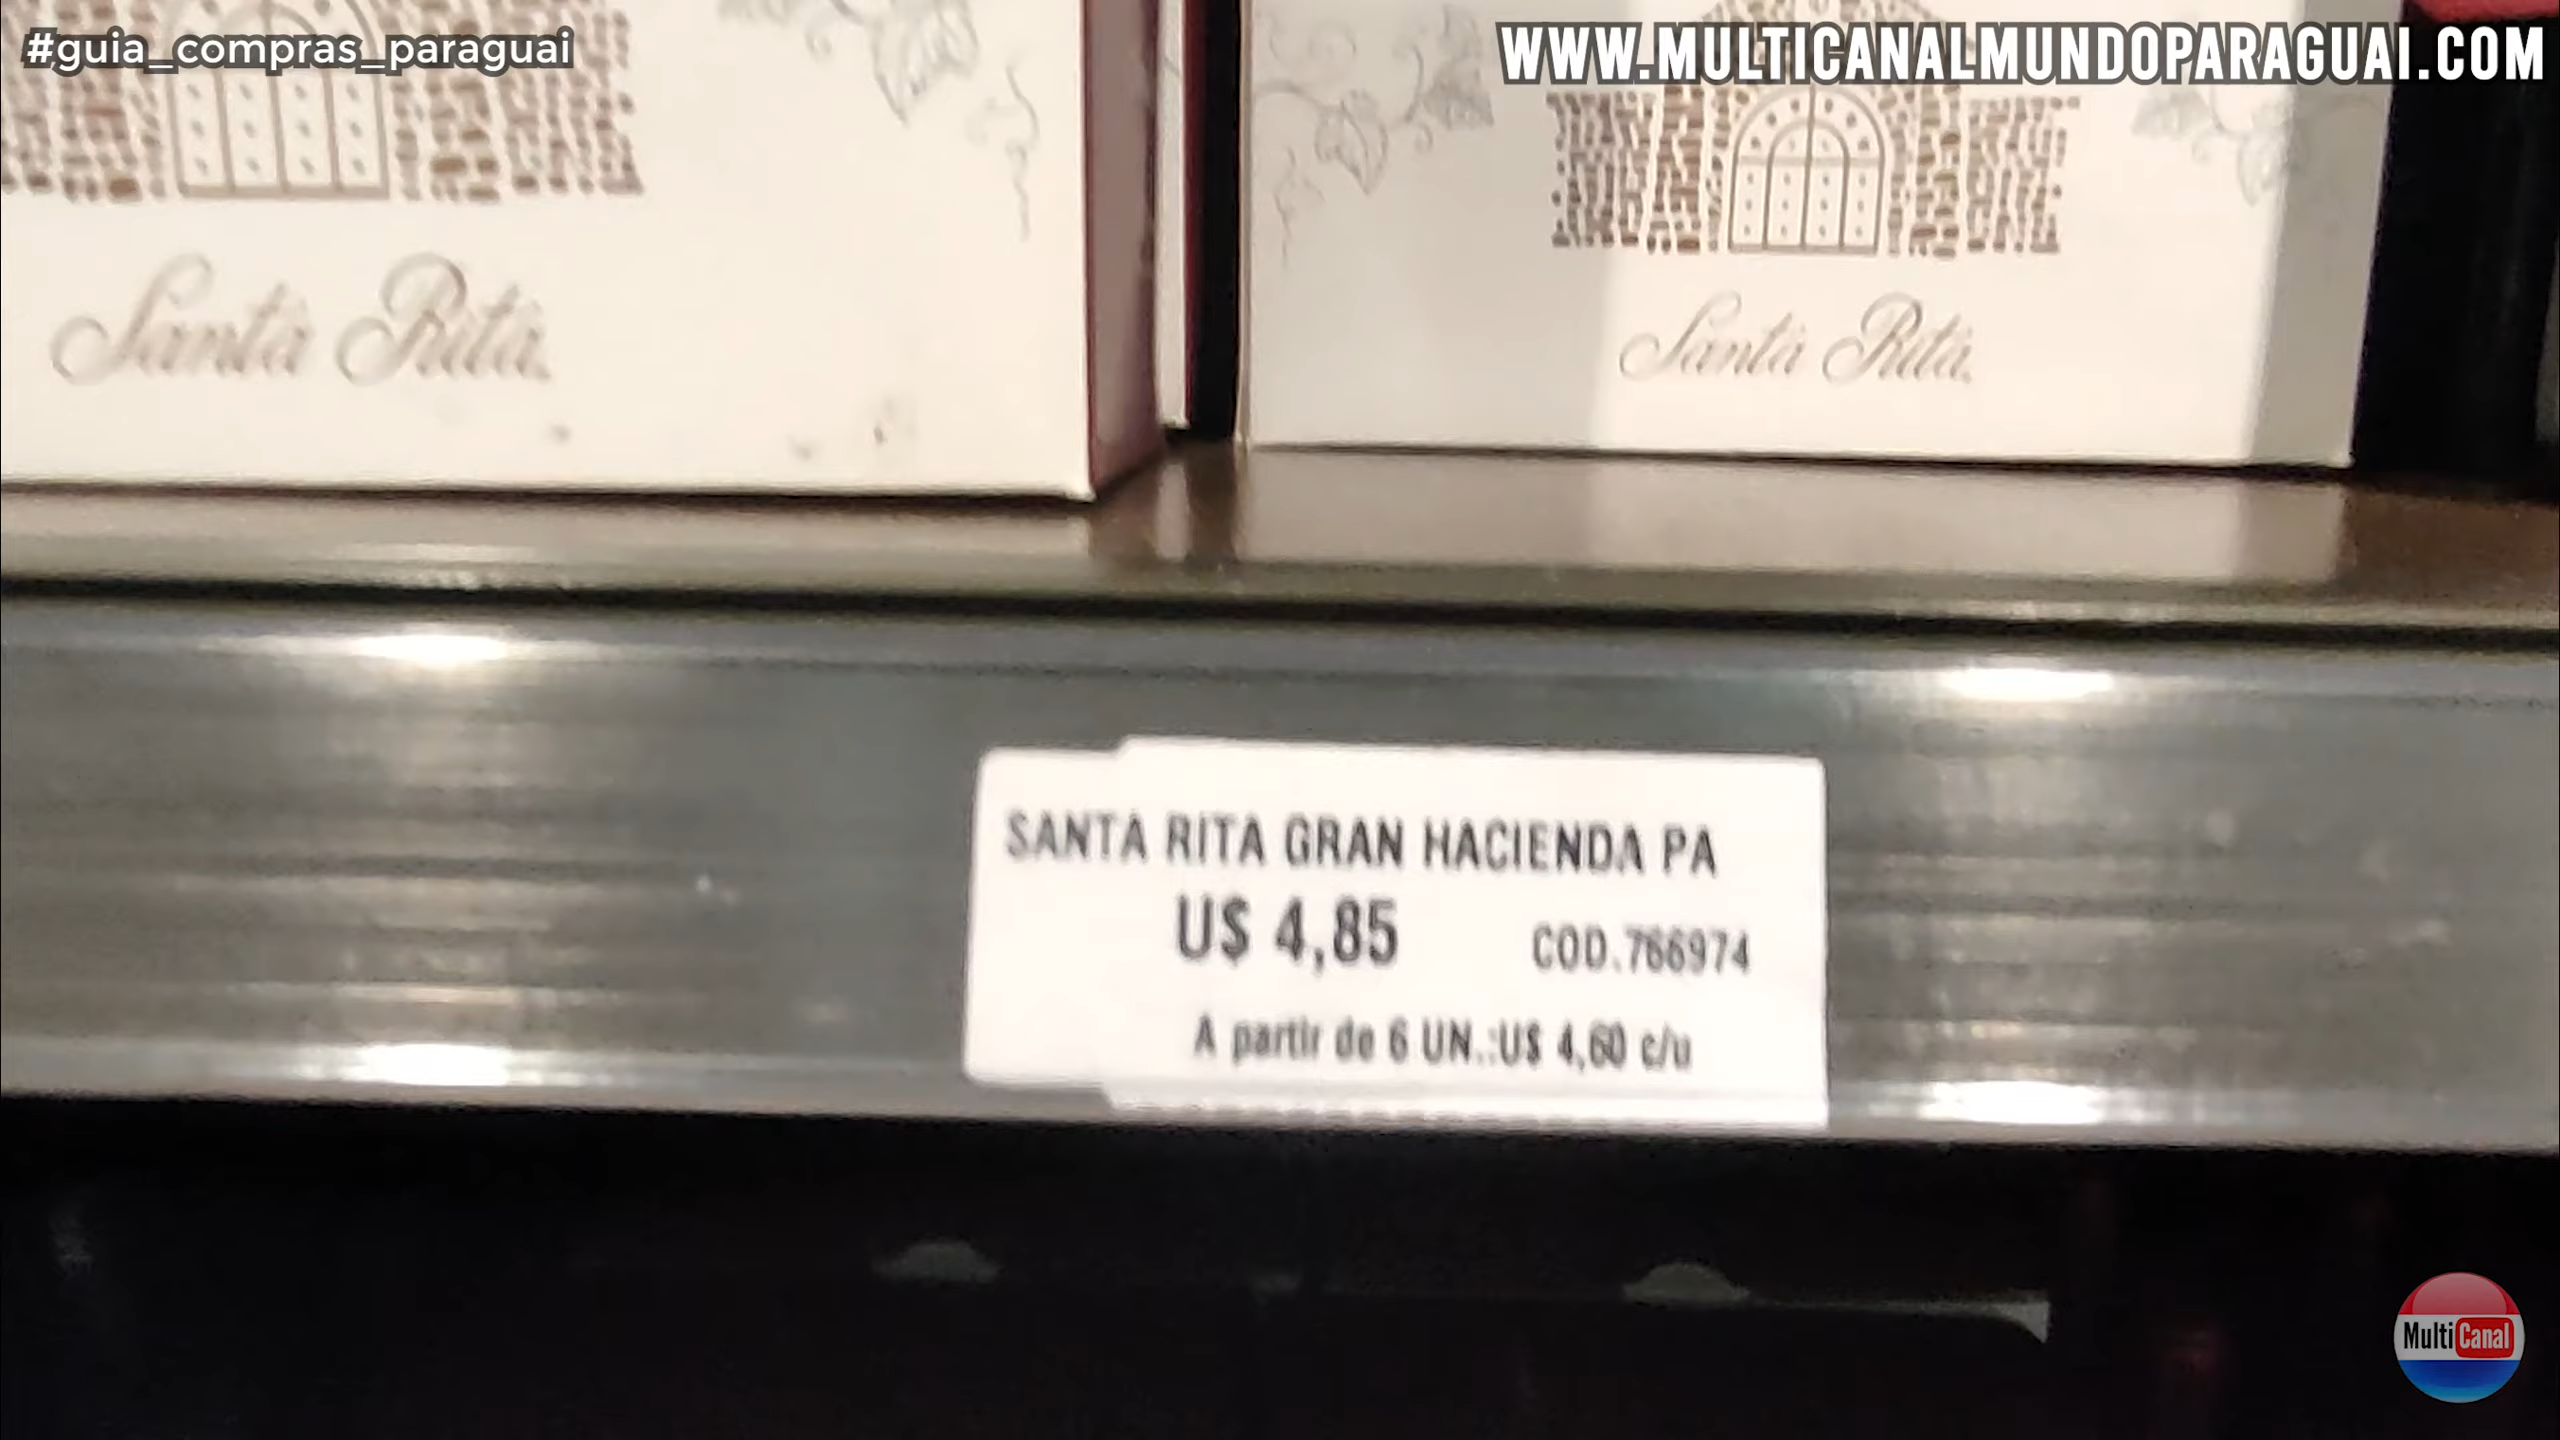 #guia_compras_paraguai
WWW.MULTICANALMUNDOPARAGUAI.COM
Santa Rita
Santa Rita
SANTA RITA GRAN HACIENDA PA
U$ 4,85 COD.766974
A partir de 6 UN.:U$ 4,60 c/u
MultiCanal